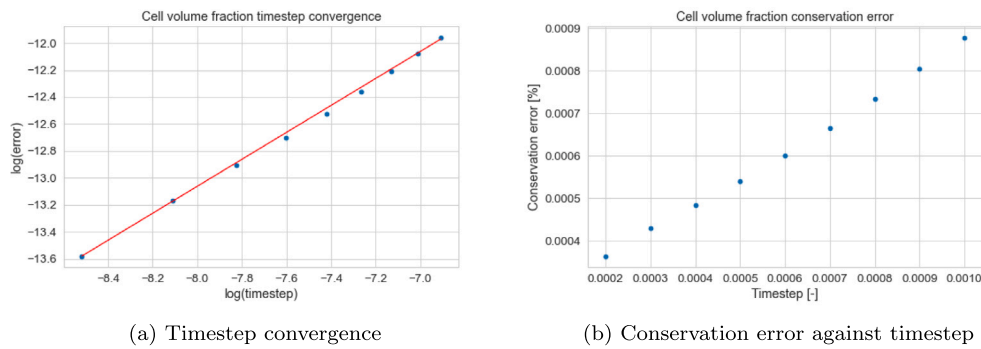 Cell volume fraction timestep convergence
−12.0
−12.2
−12.4
−12.6
−12.8
−13.0
−13.2
−13.4
−13.6
log(error)
−8.4 −8.2 −8.0 −7.8 −7.6 −7.4 −7.2 −7.0
log(timestep)
(a) Timestep convergence
Cell volume fraction conservation error
0.0009
0.0008
0.0007
0.0006
0.0005
0.0004
Conservation error [%]
0.0002 0.0003 0.0004 0.0005 0.0006 0.0007 0.0008 0.0009 0.0010
Timestep [-]
(b) Conservation error against timestep